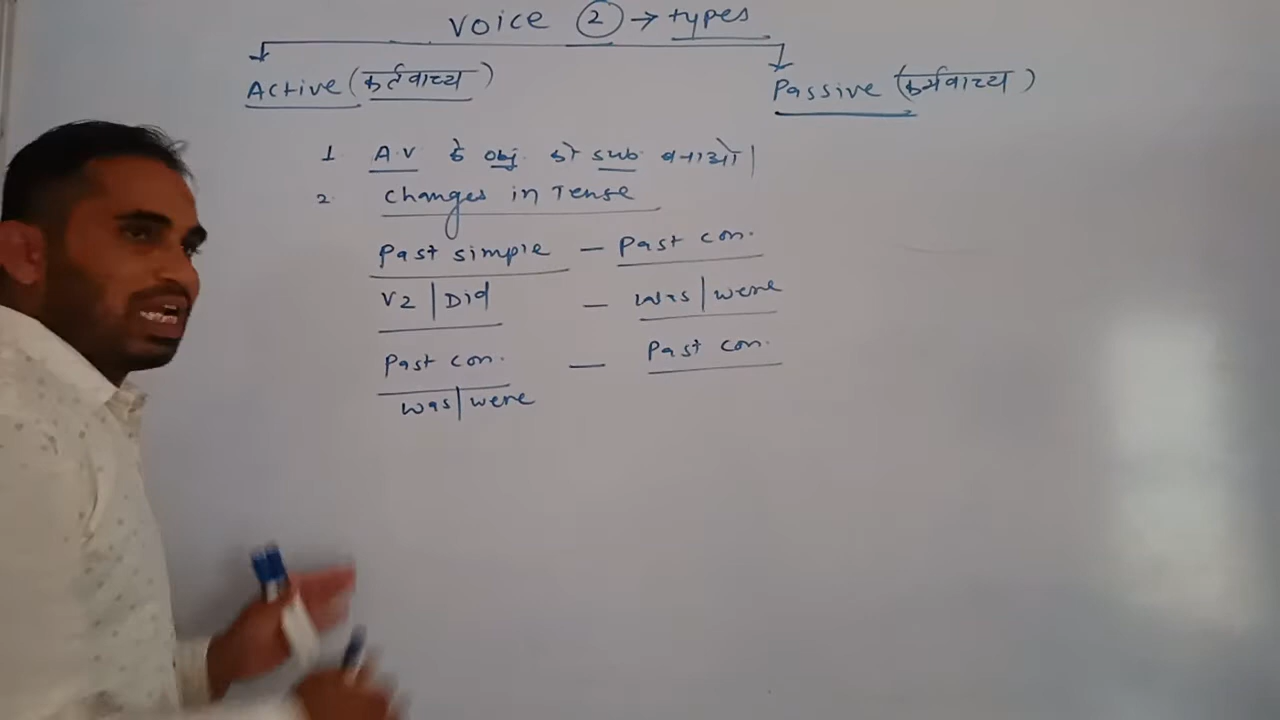 Voice ② → types
Active (कर्तवाच्य)
Passive (कर्मवाच्य)
1 A.V के obj. को sub बनाओ|
2. Changes in Tense
Past simple — Past con.
V2 | Did — was | were
Past con. — Past con.
was | were